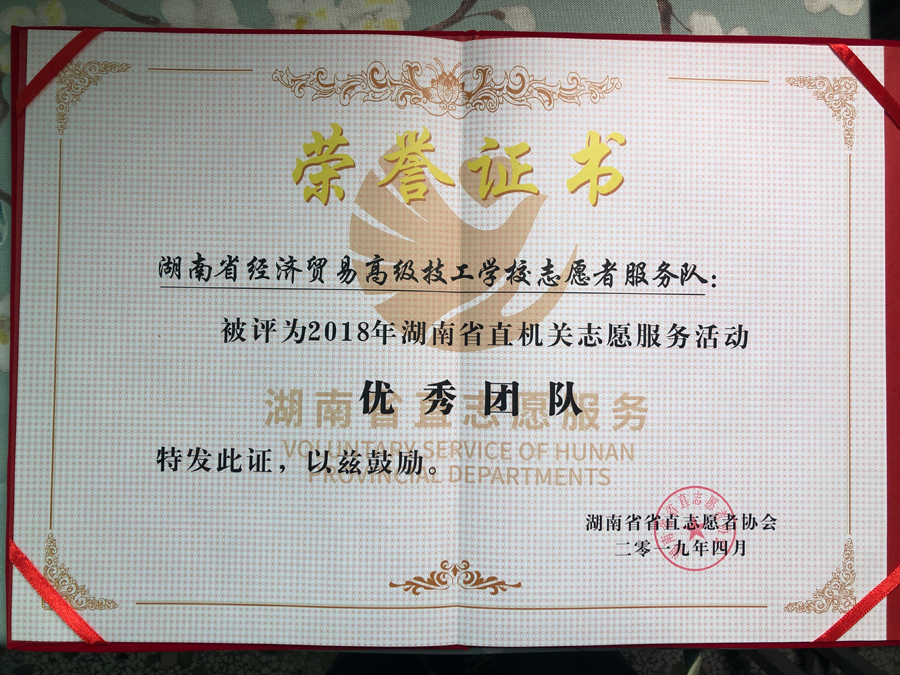 荣誉证书
湖南省经济贸易高级技工学校志愿者服务队：
被评为2018年湖南省直机关志愿服务活动
优秀团队
湖南省直志愿服务
VOLUNTARY SERVICE OF HUNAN
PROVINCIAL DEPARTMENTS
特发此证，以兹鼓励。
湖南省省直志愿者协会
二零一九年四月